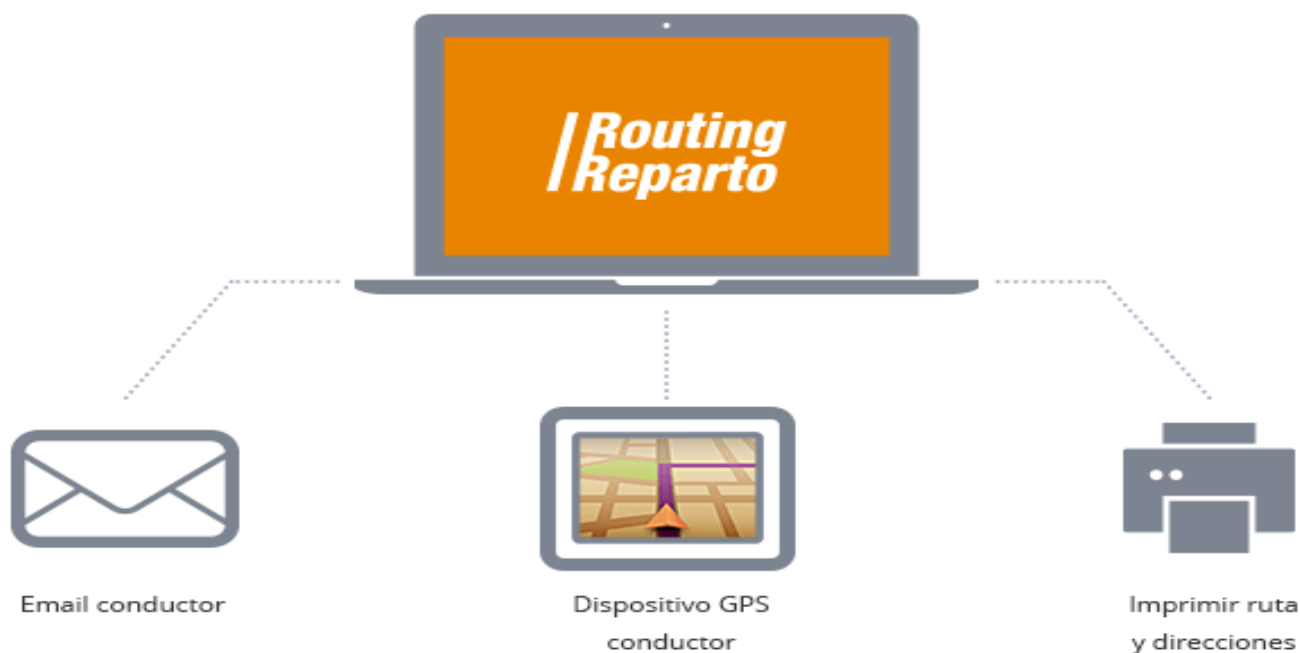 Routing
Reparto
Email conductor
Dispositivo GPS
conductor
Imprimir ruta
y direcciones